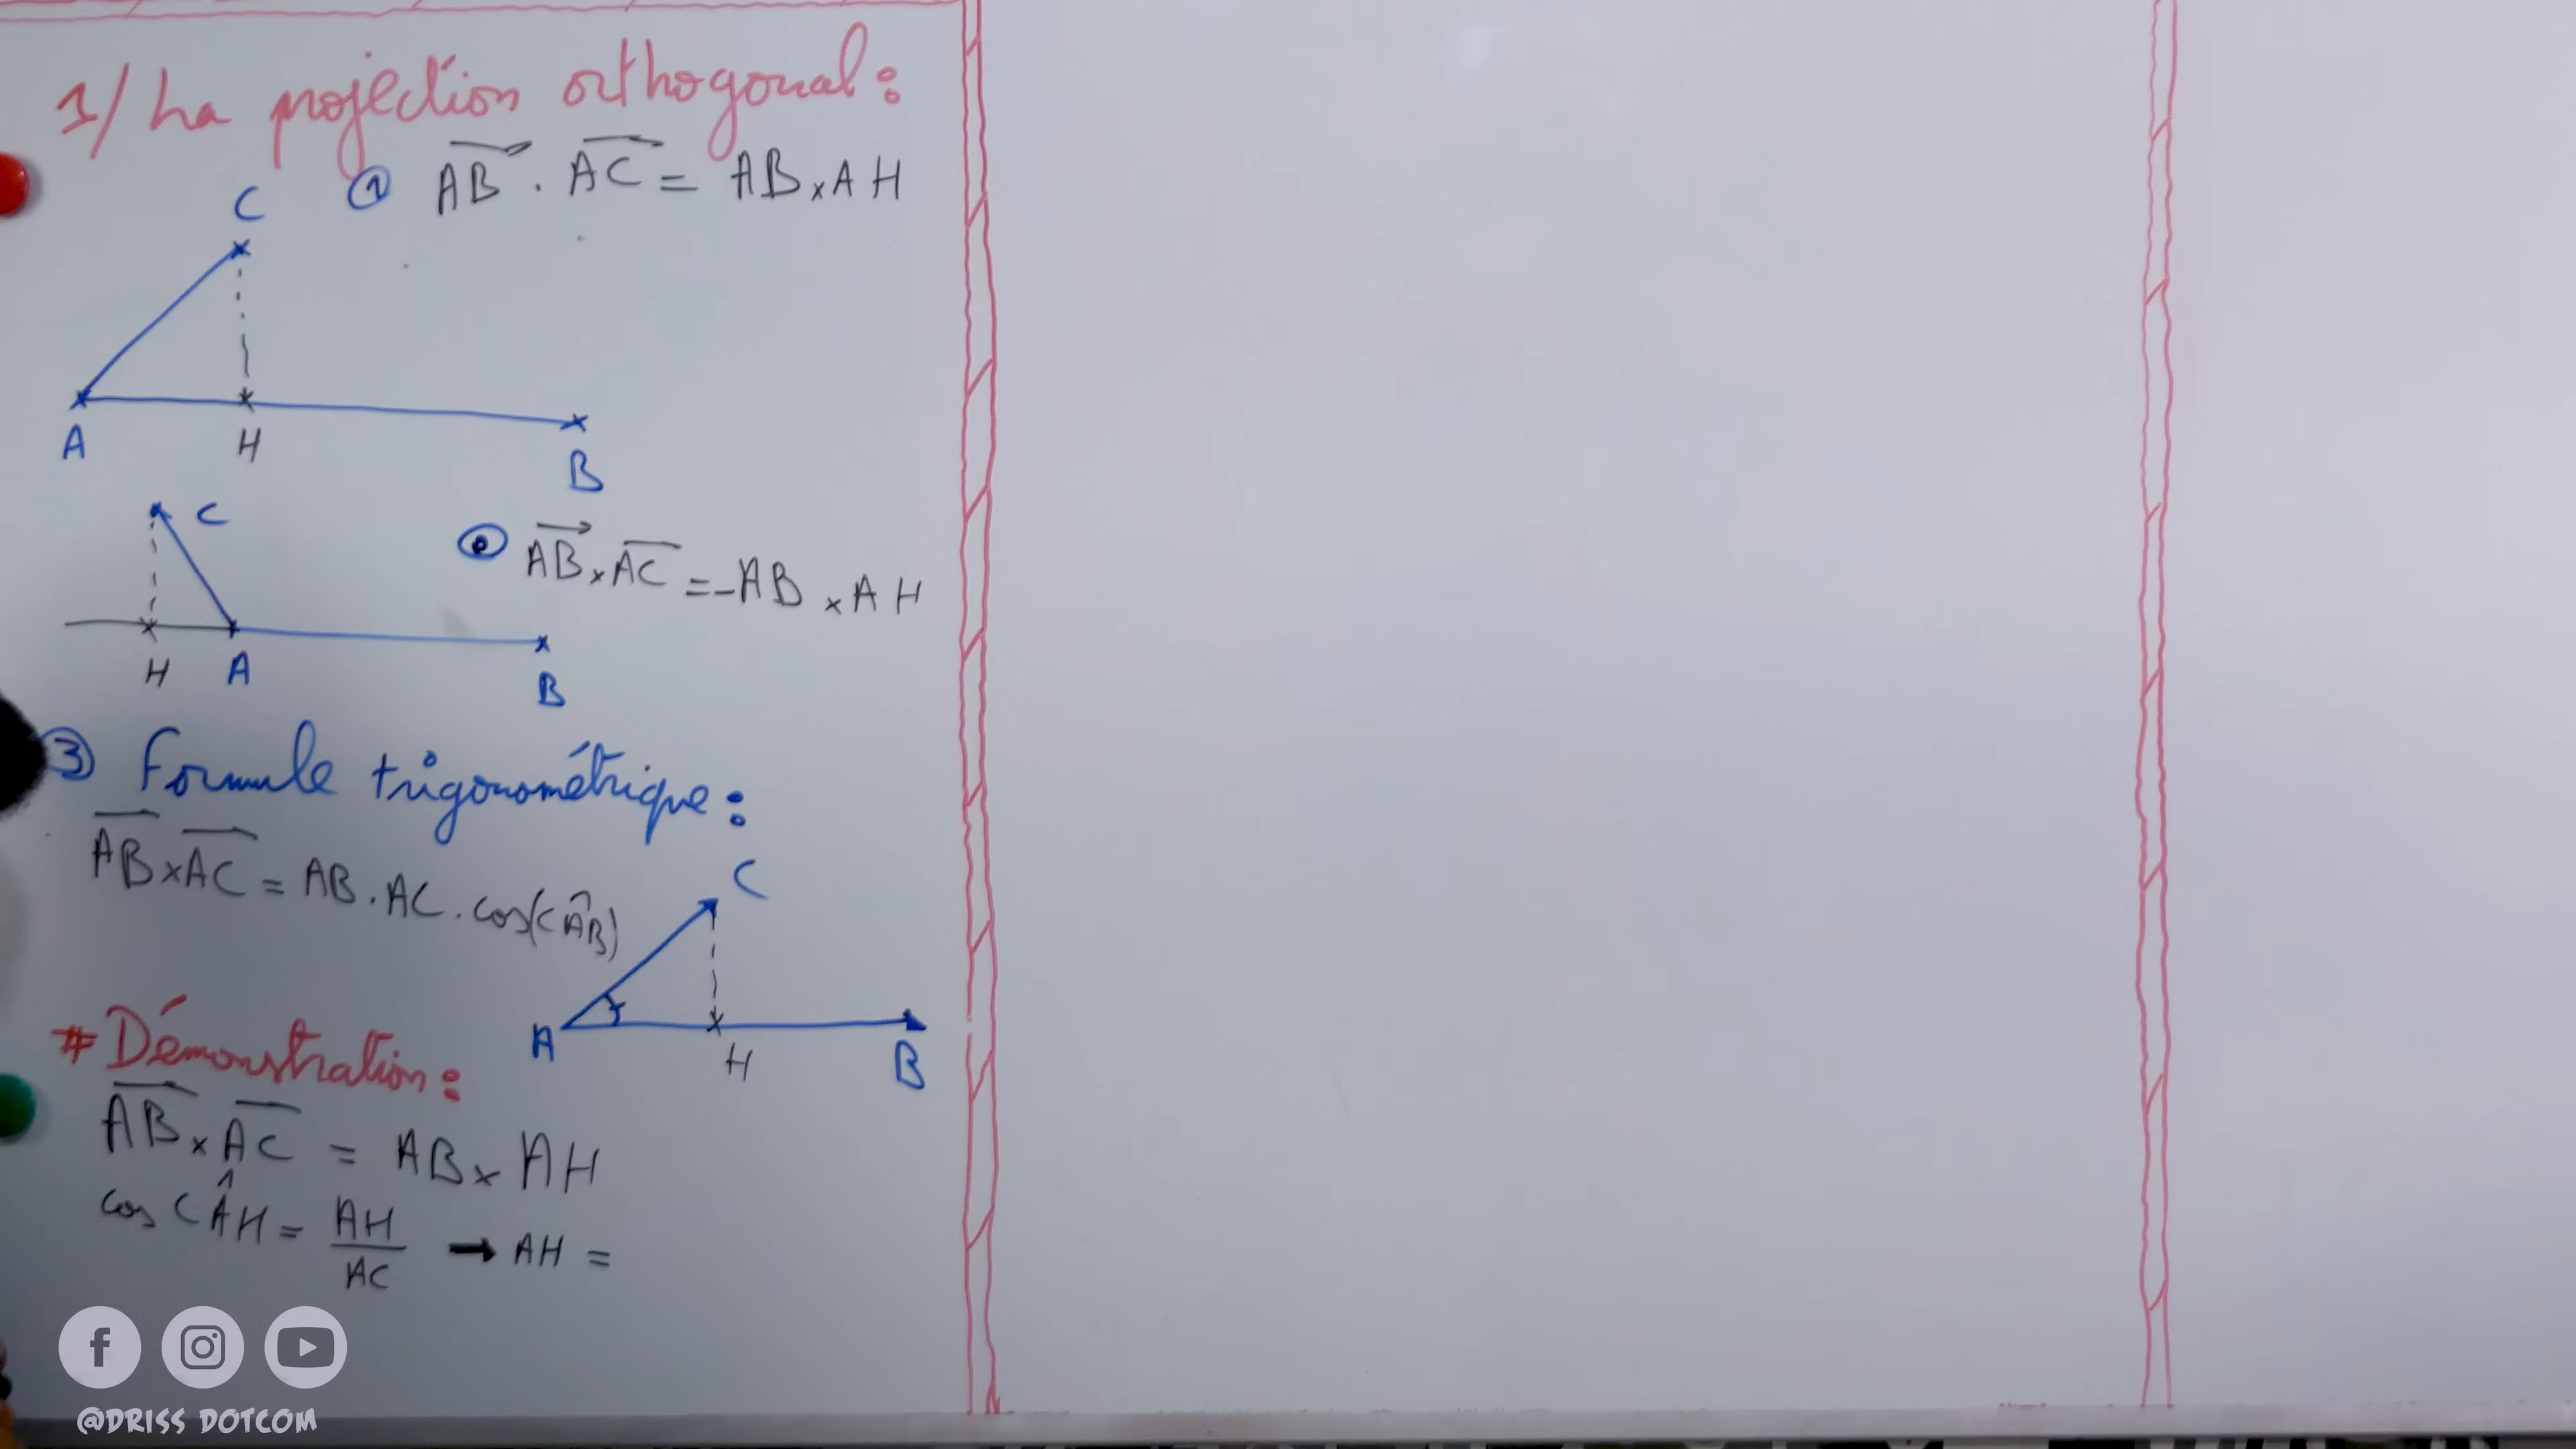 1/ La projection orthogonal:
① AB . AC = AB x AH
C
A H B
C
② AB x AC = -AB x AH
H A B
③ Formule trigonométrique:
AB x AC = AB . AC . cos(CÂB)
C
A H B
# Démonstration:
AB x AC = AB x AH
cos CÂH = AH/AC → AH =
@DRISS DOTCOM